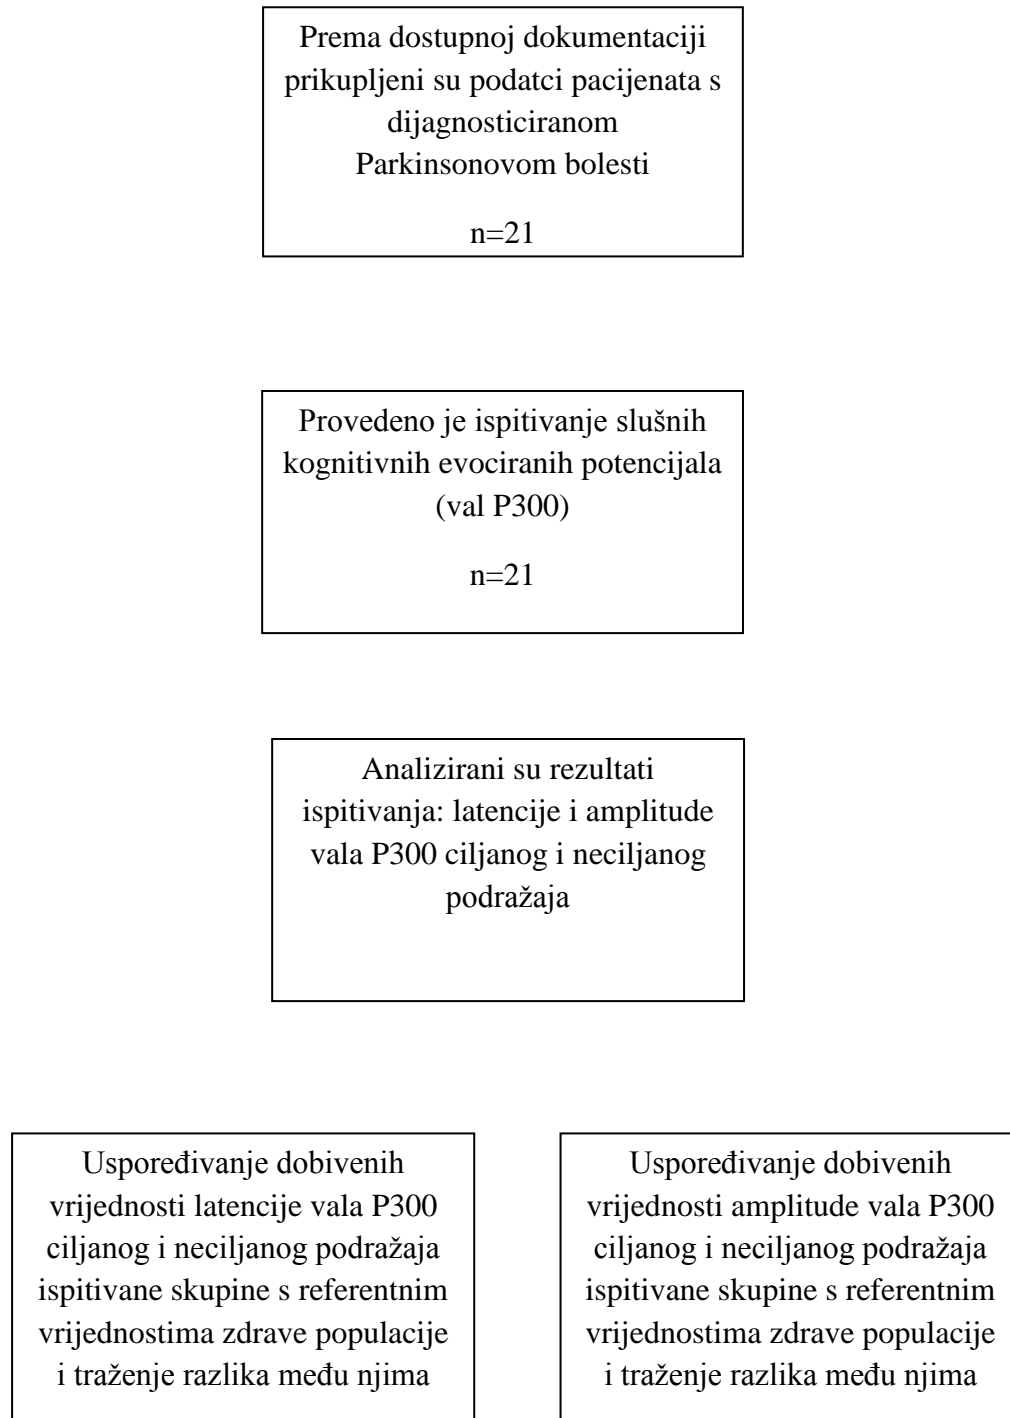 Prema dostupnoj dokumentaciji
prikupljeni su podatci pacijenata s
dijagnosticiranom
Parkinsonovom bolesti
n=21
Provedeno je ispitivanje slušnih
kognitivnih evociranih potencijala
(val P300)
n=21
Analizirani su rezultati
ispitivanja: latencije i amplitude
vala P300 ciljanog i neciljanog
podražaja
Uspoređivanje dobivenih
vrijednosti latencije vala P300
ciljanog i neciljanog podražaja
ispitivane skupine s referentnim
vrijednostima zdrave populacije
i traženje razlika među njima
Uspoređivanje dobivenih
vrijednosti amplitude vala P300
ciljanog i neciljanog podražaja
ispitivane skupine s referentnim
vrijednostima zdrave populacije
i traženje razlika među njima